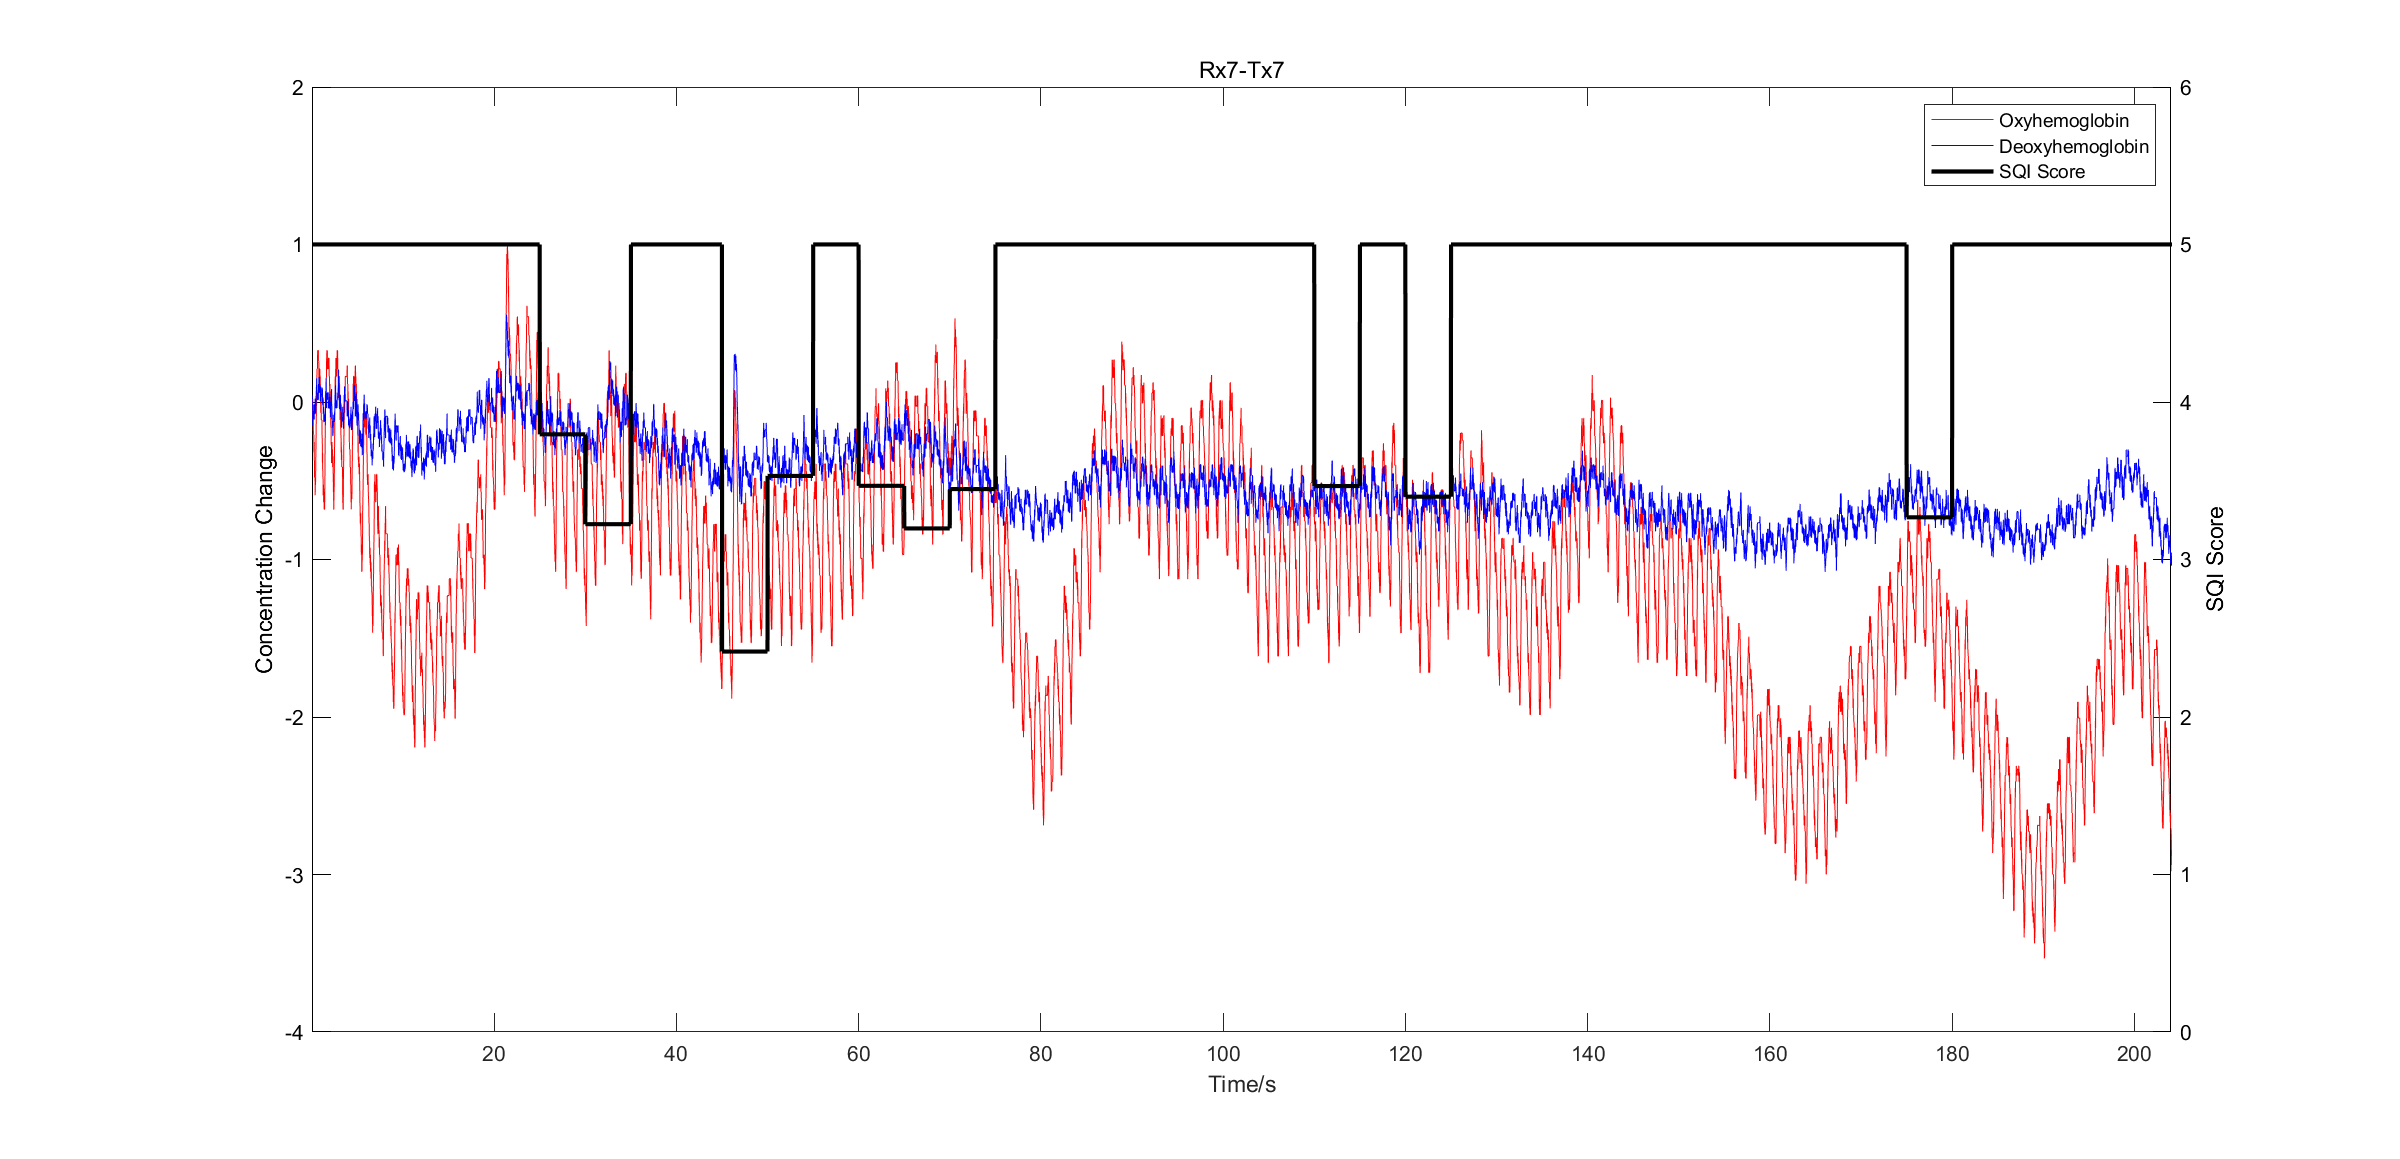 Rx7-Tx7
2
1
0
-1
-2
-3
-4
Concentration Change
6
5
4
3
2
1
0
SQI Score
Oxyhemoglobin
Deoxyhemoglobin
SQI Score
20 40 60 80 100 120 140 160 180 200
Time/s